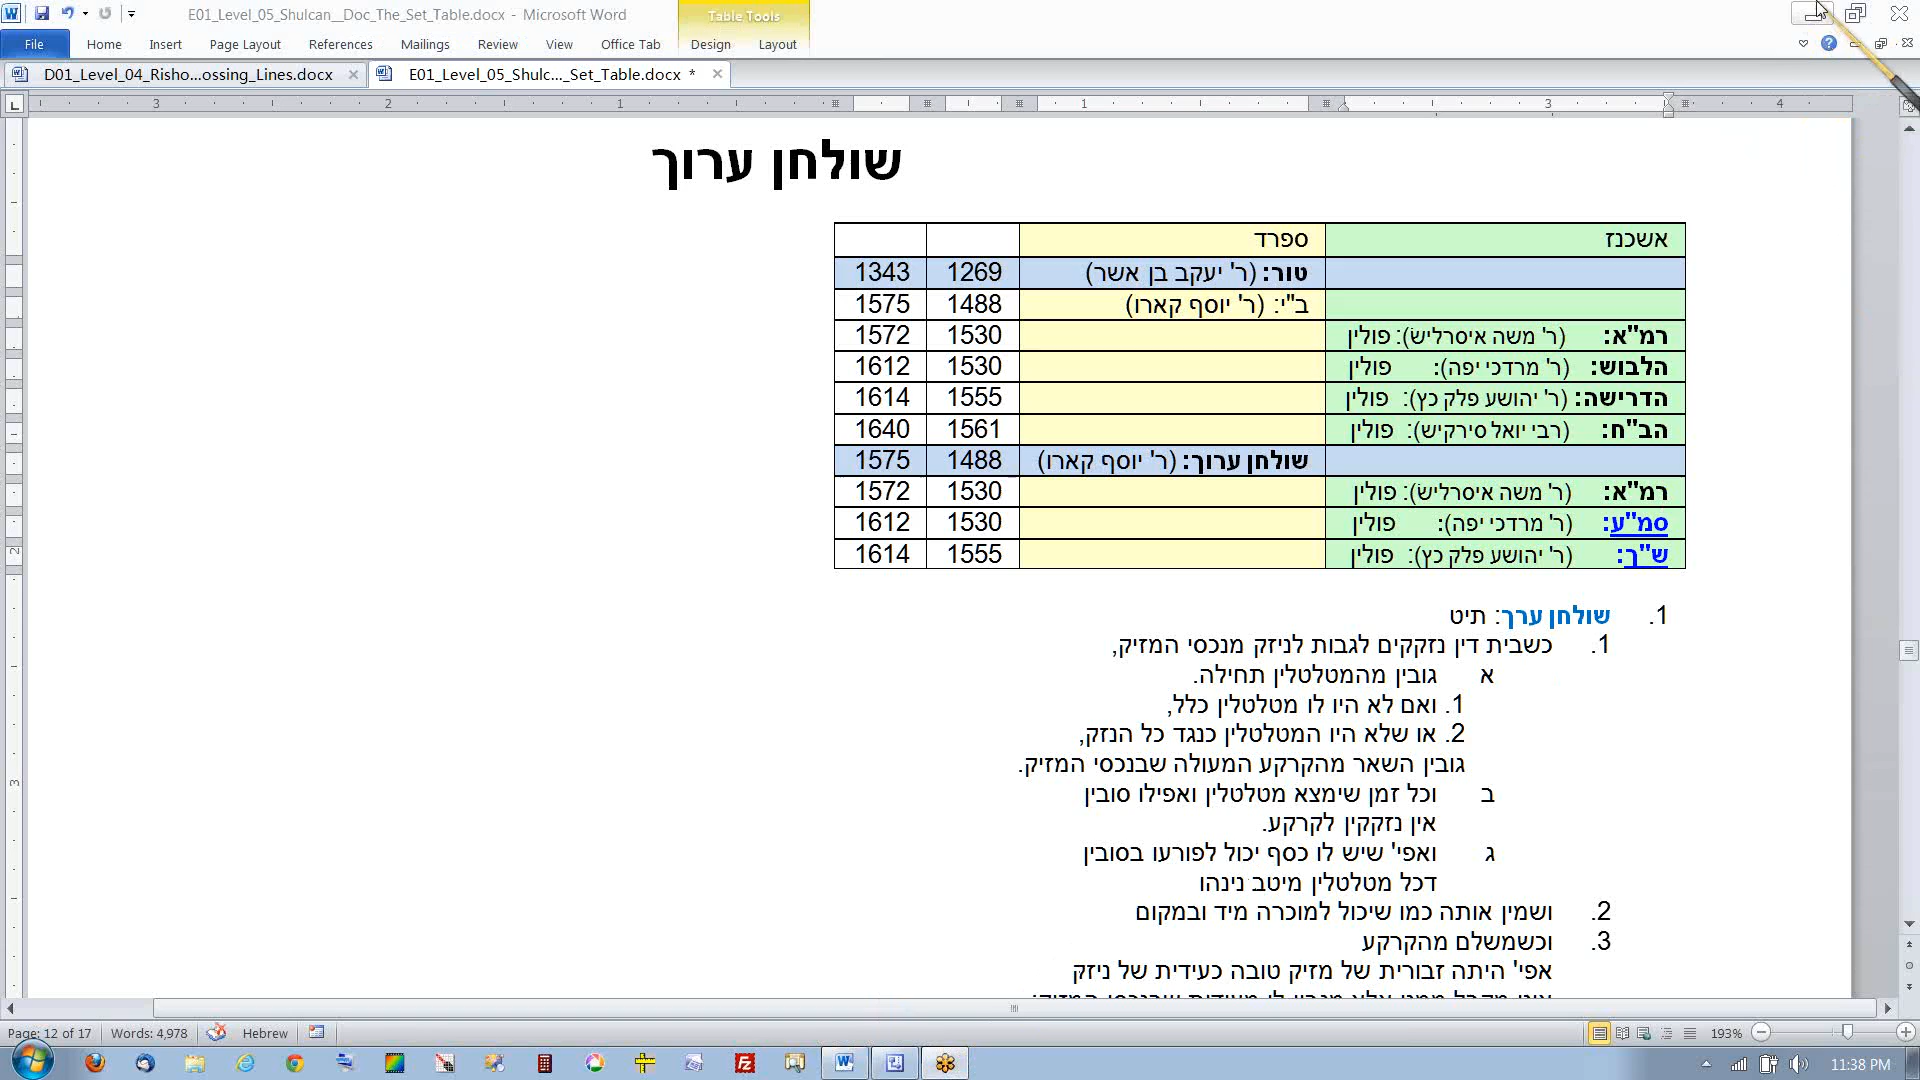 E01_Level_05_Shulcan__Doc_The_Set_Table.docx - Microsoft Word
Table Tools
File Home Insert Page Layout References Mailings Review View Office Tab Design Layout
D01_Level_04_Risho...ossing_Lines.docx
E01_Level_05_Shulc..._Set_Table.docx *
3 2 1 1 3 4
שולחן ערוך
אשכנז ספרד
טור: (ר' יעקב בן אשר) 1269 1343
ב"י: (ר' יוסף קארו) 1488 1575
רמ"א: (ר' משה איסרליש): פולין 1530 1572
הלבוש: (ר' מרדכי יפה): פולין 1530 1612
הדרישה: (ר' יהושע פלק כץ): פולין 1555 1614
הב"ח: (רבי יואל סירקיש): פולין 1561 1640
שולחן ערוך: (ר' יוסף קארו) 1488 1575
רמ"א: (ר' משה איסרליש): פולין 1530 1572
סמ"ע: (ר' מרדכי יפה): פולין 1530 1612
ש"ך: (ר' יהושע פלק כץ): פולין 1555 1614
1. שולחן ערך: תיט
1. כשבית דין נזקקים לגבות לניזק מנכסי המזיק,
א גובין מהמטלטלין תחילה.
1. ואם לא היו לו מטלטלין כלל,
2. או שלא היו המטלטלין כנגד כל הנזק,
גובין השאר מהקרקע המעולה שבנכסי המזיק.
ב וכל זמן שימצא מטלטלין ואפילו סובין
אין נזקקין לקרקע.
ג ואפי' שיש לו כסף יכול לפורעו בסובין
דכל מטלטלין מיטב נינהו
2. ושמין אותה כמו שיכול למוכרה מיד ובמקום
3. וכשמשלם מהקרקע
אפי' היתה זבורית של מזיק טובה כעידית של ניזק
Page: 12 of 17 Words: 4,978 Hebrew 193%
11:38 PM